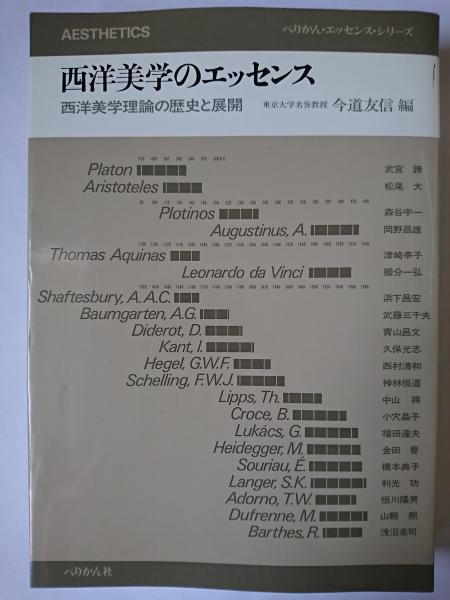 AESTHETICS
ぺりかん・エッセンス・シリーズ
西洋美学のエッセンス
西洋美学理論の歴史と展開
東京大学名誉教授 今道友信 編
Platon 武宮 諦
Aristoteles 松尾 大
Plotinos 森谷宇一
Augustinus, A. 岡野昌雄
Thomas Aquinas 津崎幸子
Leonardo da Vinci 裾分一弘
Shaftesbury, A.A.C. 浜下昌宏
Baumgarten, A.G. 武藤三千夫
Diderot, D. 青山昌文
Kant, I. 久保光志
Hegel, G.W.F. 西村清和
Schelling, F.W.J. 神林恒道
Lipps, Th. 中山 將
Croce, B. 小穴晶子
Lukács, G. 福田達夫
Heidegger, M. 金田 晉
Souriau, É. 橋本典子
Langer, S.K. 利光 功
Adorno, T.W. 恒川隆男
Dufrenne, M. 山縣 熙
Barthes, R. 浅沼圭司
ぺりかん社